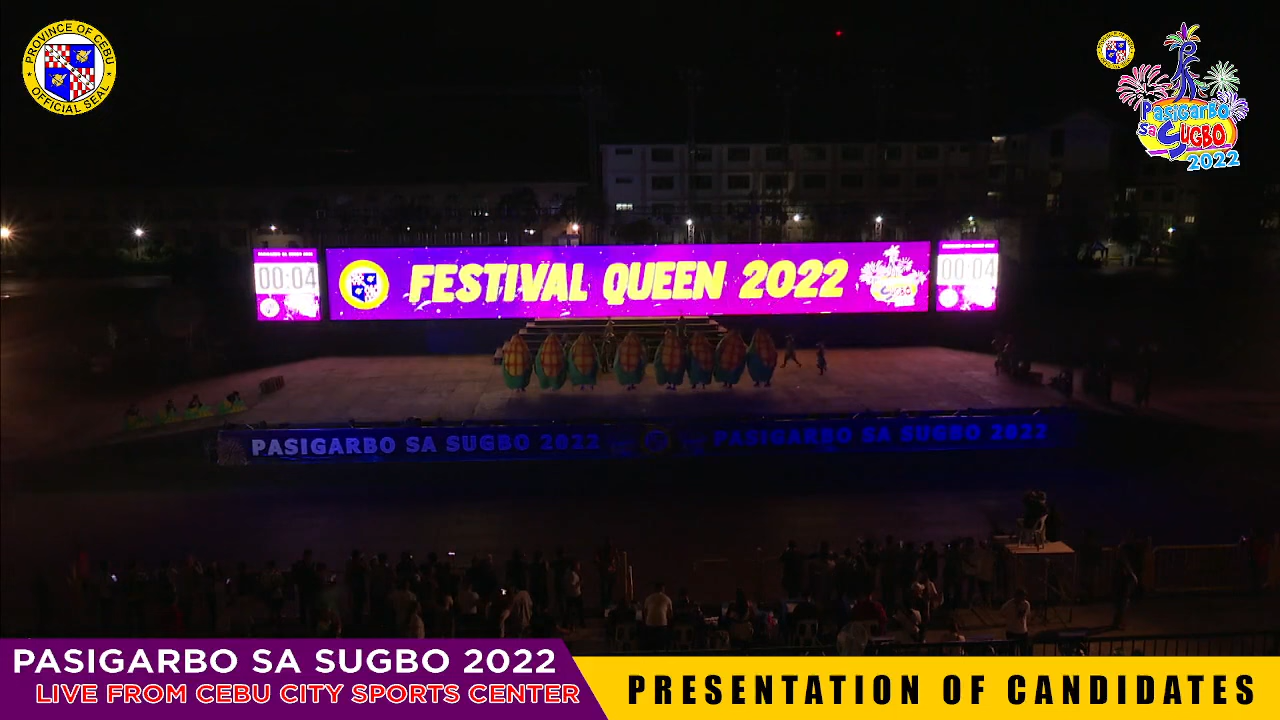 PROVINCE OF CEBU
OFFICIAL SEAL
Pasigarbo
sa SUGBO
2022
00:04
FESTIVAL QUEEN 2022
00:04
PASIGARBO SA SUGBO 2022
PASIGARBO SA SUGBO 2022
PASIGARBO SA SUGBO 2022
LIVE FROM CEBU CITY SPORTS CENTER
PRESENTATION OF CANDIDATES